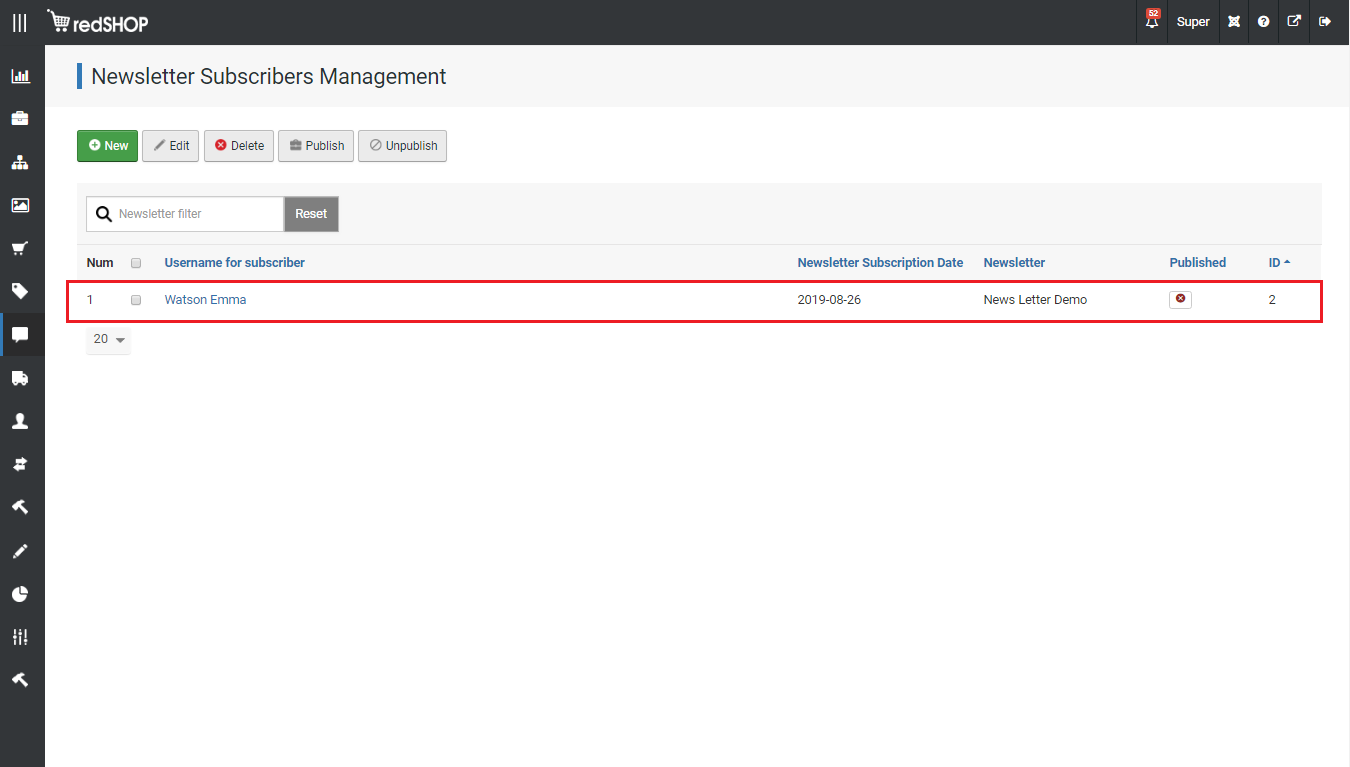 redSHOP
52
Super
Newsletter Subscribers Management
New Edit Delete Publish Unpublish
Newsletter filter Reset
Num Username for subscriber Newsletter Subscription Date Newsletter Published ID
1 Watson Emma 2019-08-26 News Letter Demo 2
20